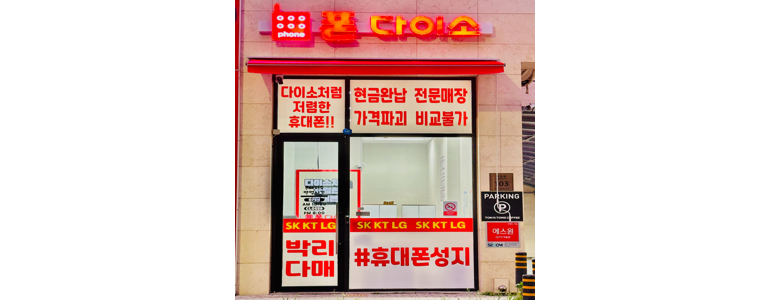 phone
폰 다이소
다이소처럼
저렴한
휴대폰!!
현금완납 전문매장
가격파괴 비교불가
103
PARKING
P
에스원
SK KT LG
SK KT LG SK KT LG
박리
다매
#휴대폰성지